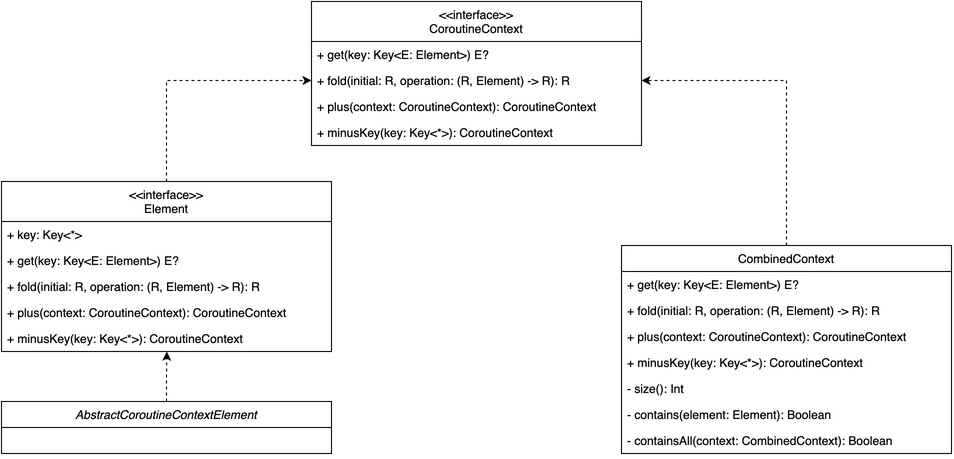 <<interface>>
CoroutineContext
+ get(key: Key<E: Element>) E?
+ fold(initial: R, operation: (R, Element) -> R): R
+ plus(context: CoroutineContext): CoroutineContext
+ minusKey(key: Key<*>): CoroutineContext
<<interface>>
Element
+ key: Key<*>
+ get(key: Key<E: Element>) E?
+ fold(initial: R, operation: (R, Element) -> R): R
+ plus(context: CoroutineContext): CoroutineContext
+ minusKey(key: Key<*>): CoroutineContext
AbstractCoroutineContextElement
CombinedContext
+ get(key: Key<E: Element>) E?
+ fold(initial: R, operation: (R, Element) -> R): R
+ plus(context: CoroutineContext): CoroutineContext
+ minusKey(key: Key<*>): CoroutineContext
- size(): Int
- contains(element: Element): Boolean
- containsAll(context: CombinedContext): Boolean